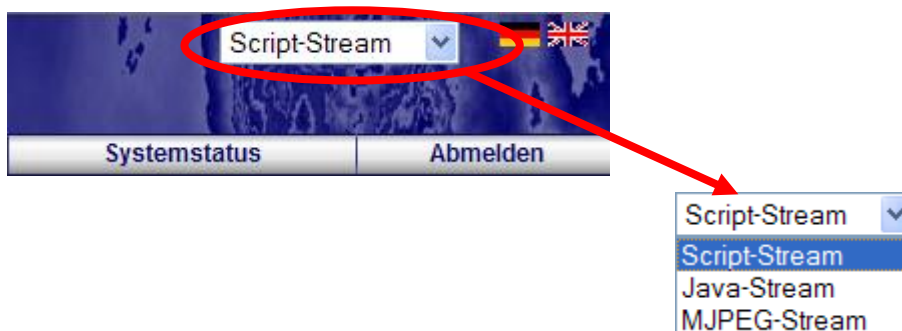 Script-Stream
Systemstatus Abmelden
Script-Stream
Script-Stream
Java-Stream
MJPEG-Stream